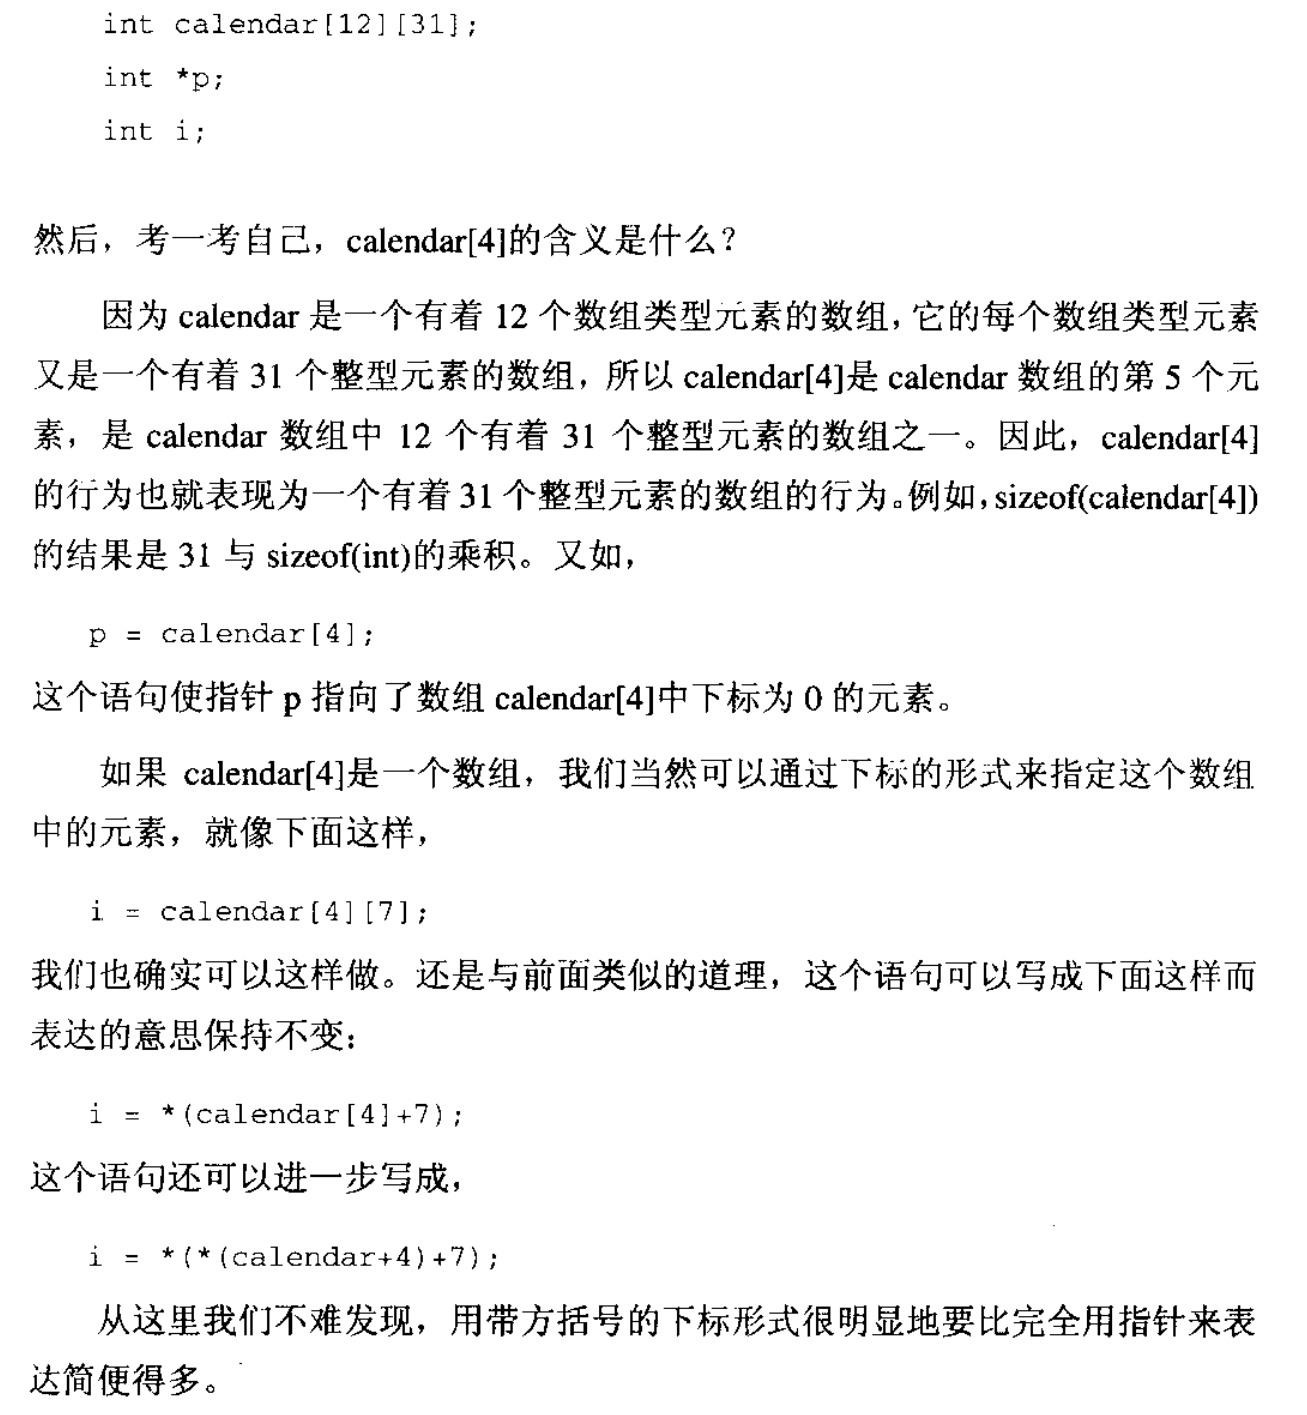 int calendar[12][31];
int *p;
int i;
然后，考一考自己，calendar[4]的含义是什么？
因为 calendar 是一个有着 12 个数组类型元素的数组，它的每个数组类型元素
又是一个有着 31 个整型元素的数组，所以 calendar[4]是 calendar 数组的第 5 个元
素，是 calendar 数组中 12 个有着 31 个整型元素的数组之一。因此，calendar[4]
的行为也就表现为一个有着 31 个整型元素的数组的行为。例如，sizeof(calendar[4])
的结果是 31 与 sizeof(int)的乘积。又如，
p = calendar[4];
这个语句使指针 p 指向了数组 calendar[4]中下标为 0 的元素。
如果 calendar[4]是一个数组，我们当然可以通过下标的形式来指定这个数组
中的元素，就像下面这样，
i = calendar[4][7];
我们也确实可以这样做。还是与前面类似的道理，这个语句可以写成下面这样而
表达的意思保持不变：
i = *(calendar[4]+7);
这个语句还可以进一步写成，
i = *(*(calendar+4)+7);
从这里我们不难发现，用带方括号的下标形式很明显地要比完全用指针来表
达简便得多。